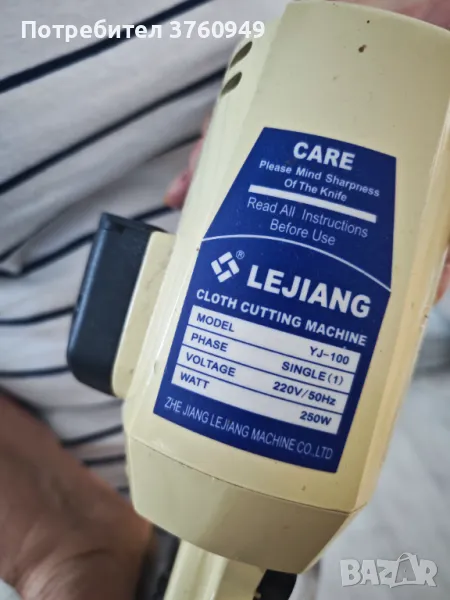 Потребител 3760949
CARE
Please Mind Sharpness
Of The Knife
Read All Instructions
Before Use
® LEJIANG
CLOTH CUTTING MACHINE
MODEL YJ-100
PHASE SINGLE (1)
VOLTAGE 220V/50Hz
WATT 250W
ZHE JIANG LEJIANG MACHINE CO.,LTD
BAZAR